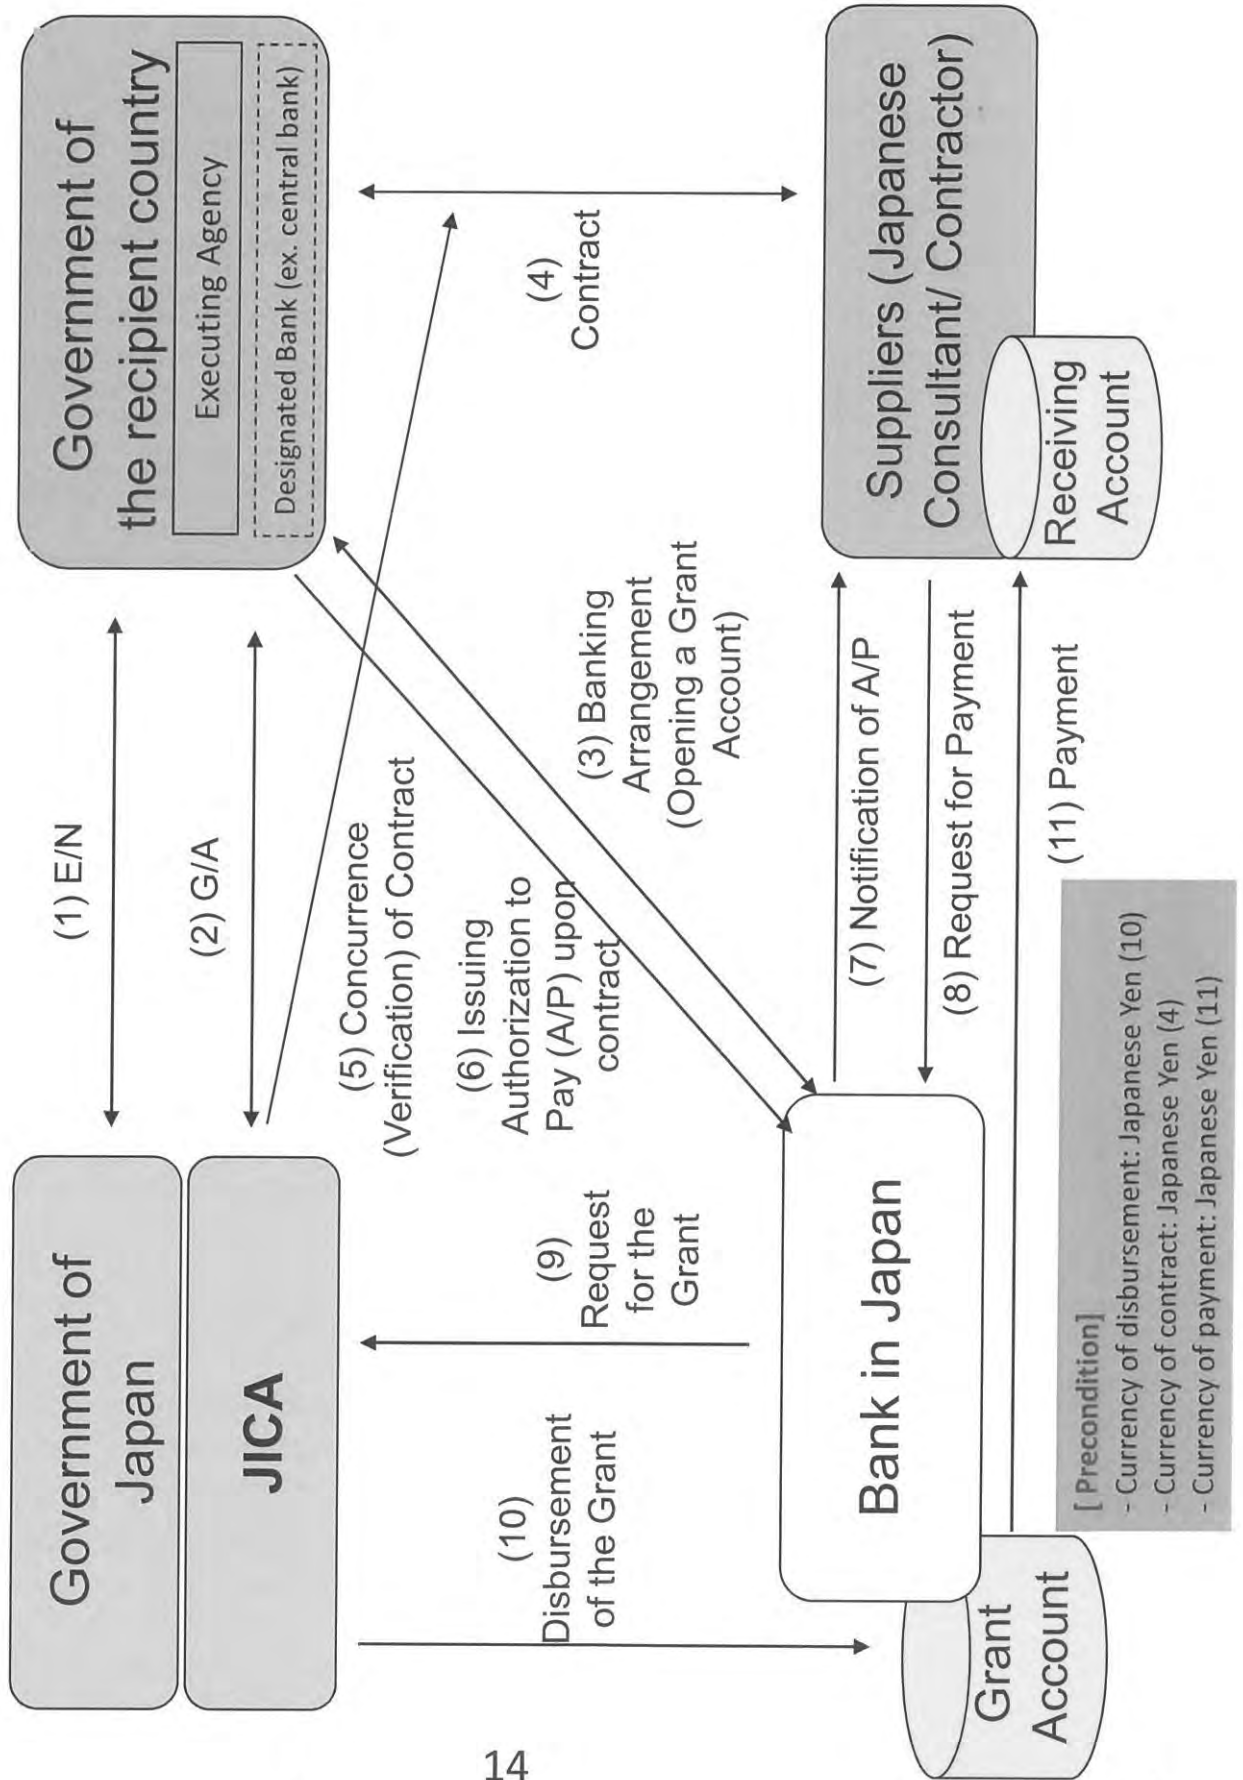 Government of
Japan
JICA
(1) E/N
(2) G/A
Government of
the recipient country
Executing Agency
Designated Bank (ex. central bank)
(5) Concurrence
(Verification) of Contract
(6) Issuing
Authorization to
Pay (A/P) upon
contract
(10)
Disbursement
of the Grant
(9)
Request
for the
Grant
(3) Banking
Arrangement
(Opening a Grant
Account)
(4)
Contract
Bank in Japan
Grant
Account
(7) Notification of A/P
(8) Request for Payment
(11) Payment
Suppliers (Japanese
Consultant/ Contractor)
Receiving
Account
[ Precondition]
- Currency of disbursement: Japanese Yen (10)
- Currency of contract: Japanese Yen (4)
- Currency of payment: Japanese Yen (11)
14